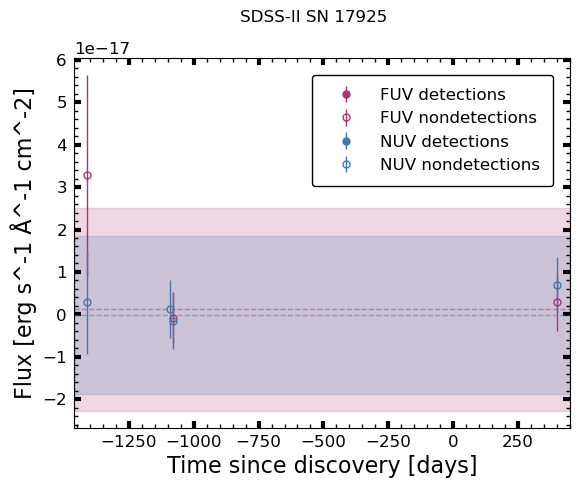 SDSS-II SN 17925
1e−17
6
5
4
3
2
1
0
−1
−2
Flux [erg s^-1 Å^-1 cm^-2]
FUV detections
FUV nondetections
NUV detections
NUV nondetections
−1250 −1000 −750 −500 −250 0 250
Time since discovery [days]